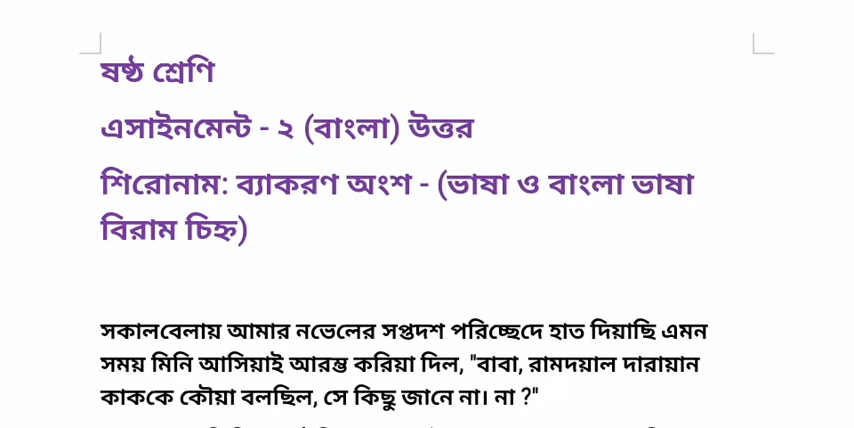 ষষ্ঠ শ্রেণি
এসাইনমেন্ট - ২ (বাংলা) উত্তর
শিরোনাম: ব্যাকরণ অংশ - (ভাষা ও বাংলা ভাষা
বিরাম চিহ্ন)
সকালবেলায় আমার নভেলের সপ্তদশ পরিচ্ছেদে হাত দিয়াছি এমন
সময় মিনি আসিয়াই আরম্ভ করিয়া দিল, "বাবা, রামদয়াল দারায়ান
কাককে কৌয়া বলছিল, সে কিছু জানে না। না ?"